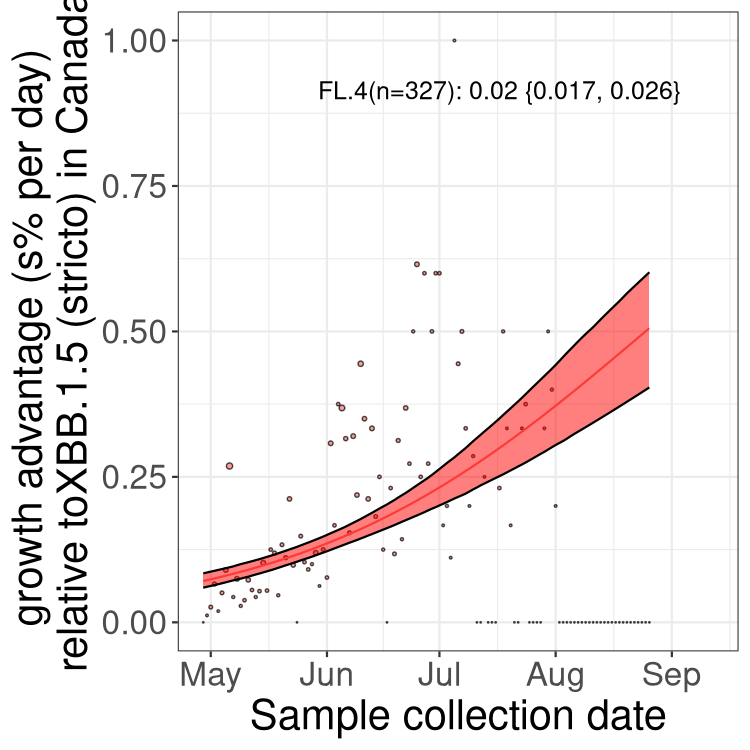 growth advantage (s% per day)
relative toXBB.1.5 (stricto) in Canada
1.00
FL.4(n=327): 0.02 {0.017, 0.026}
0.75
0.50
0.25
0.00
May Jun Jul Aug Sep
Sample collection date